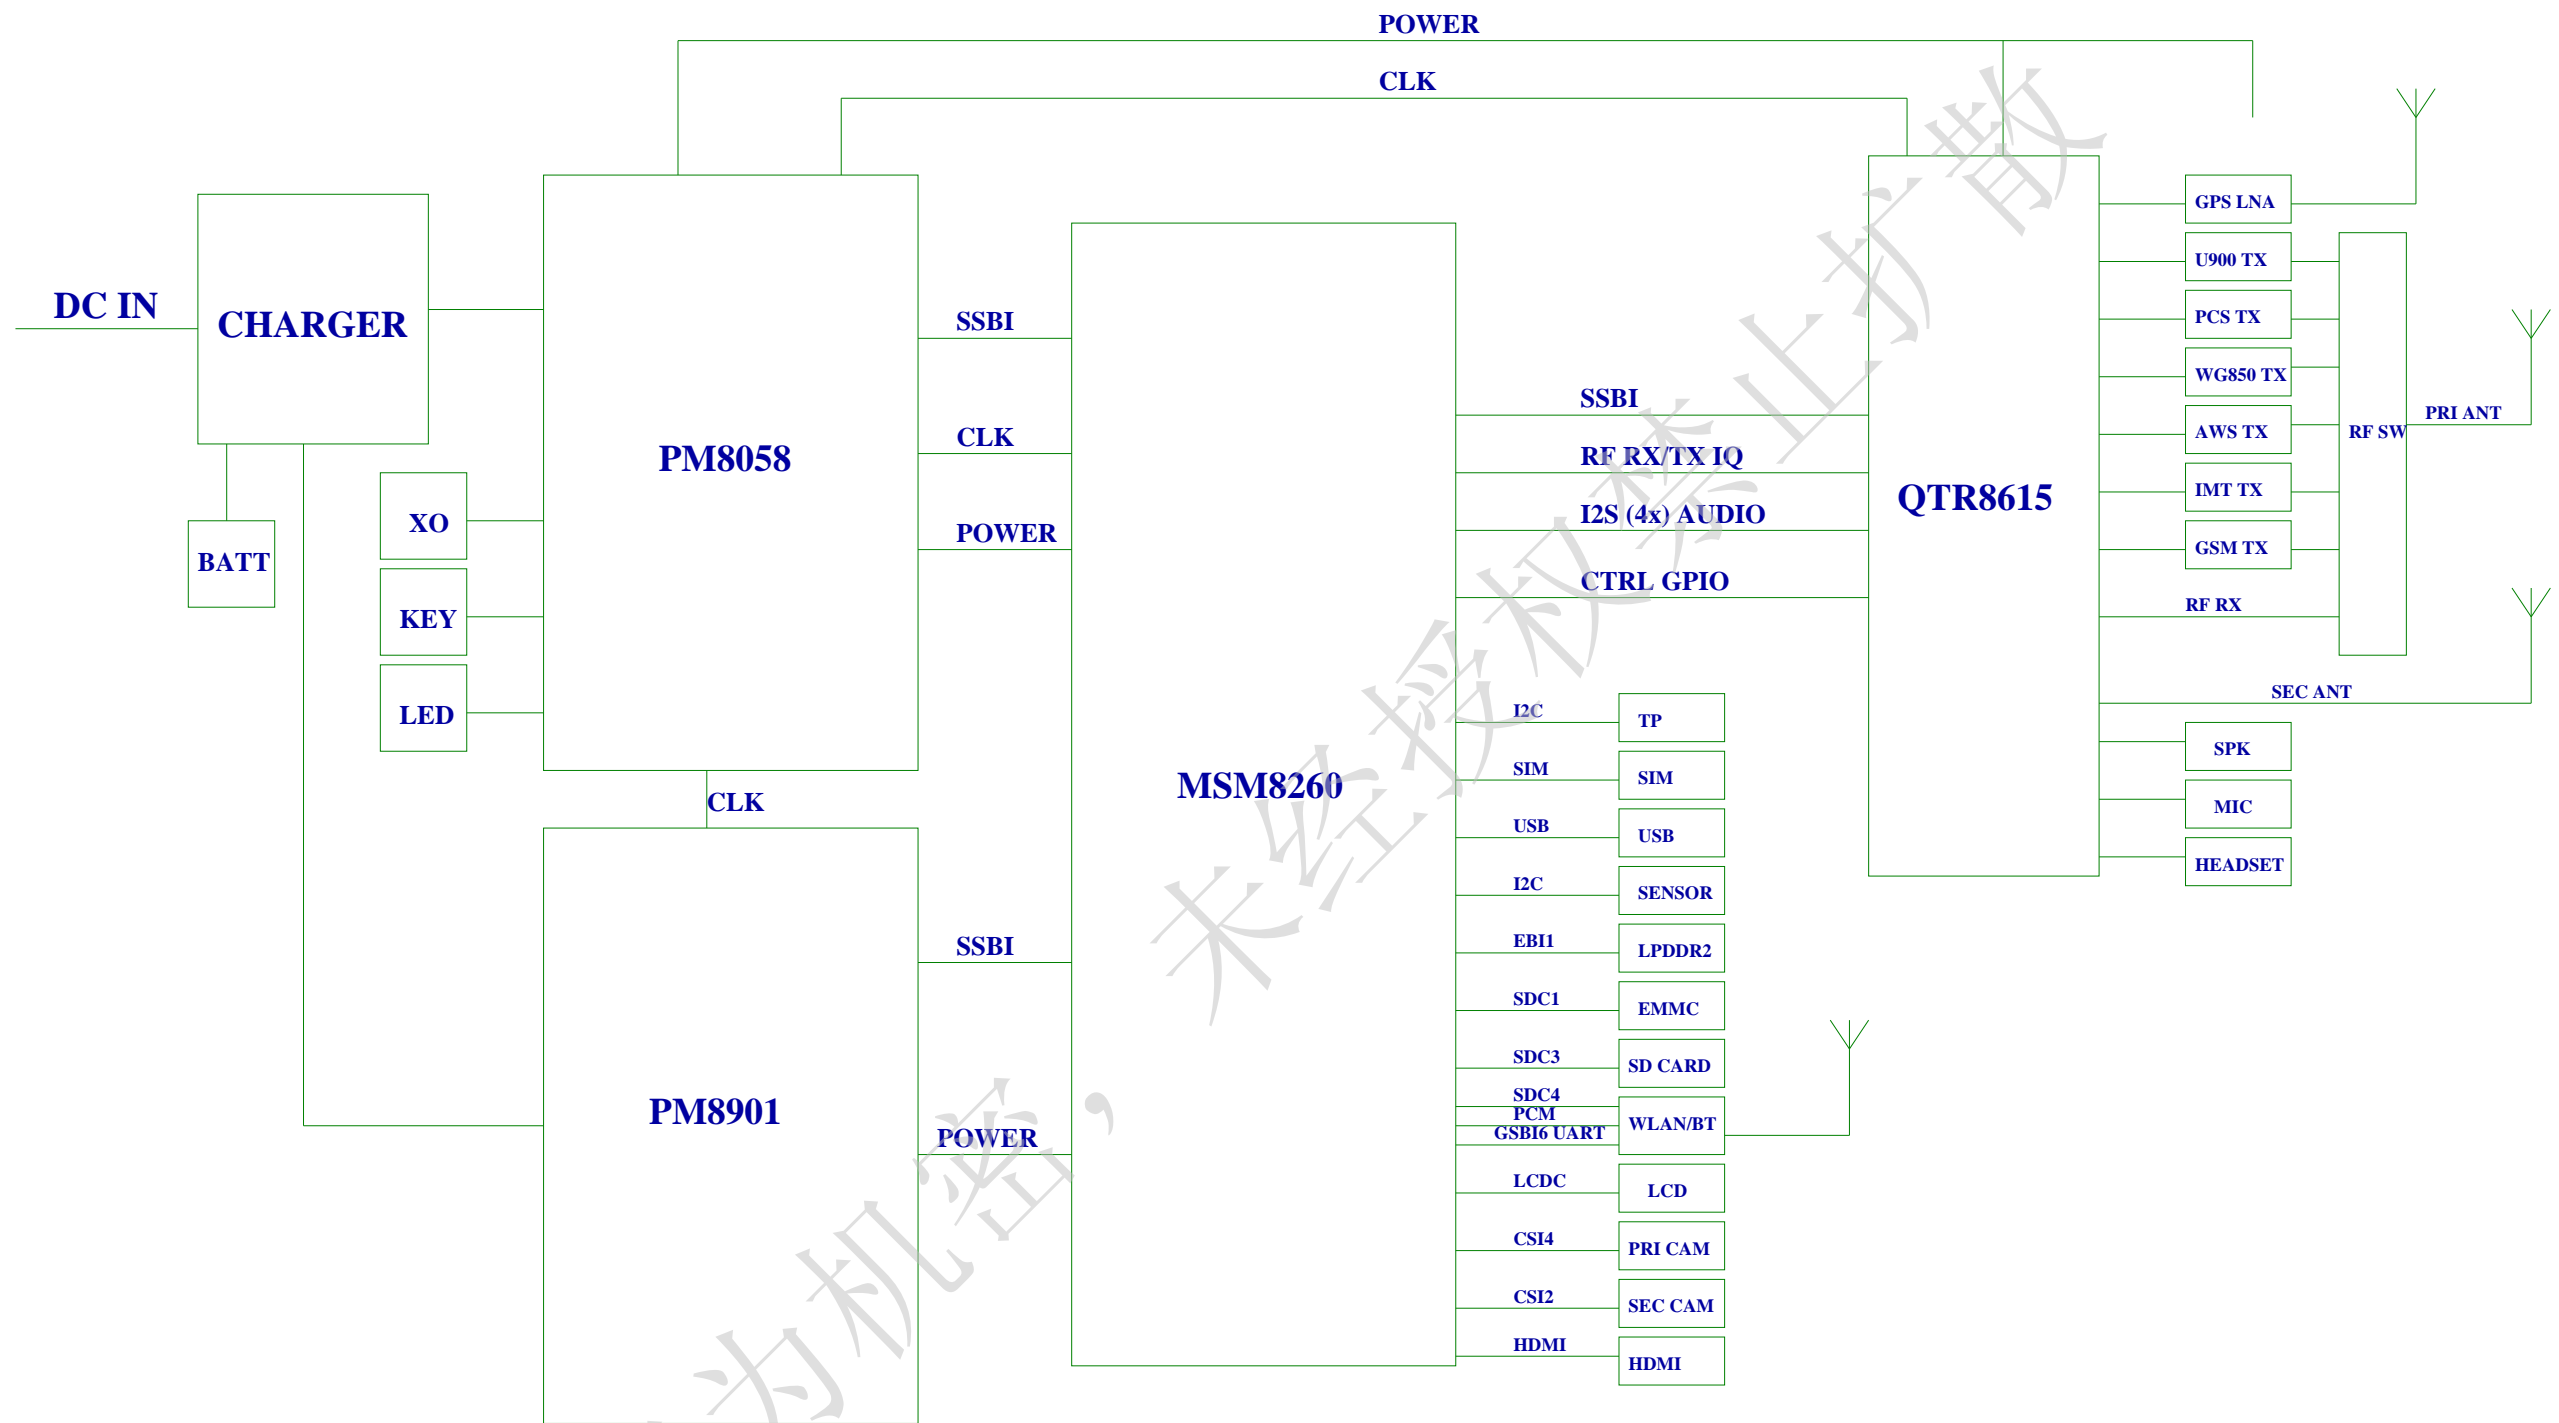 POWER
CLK
DC IN
CHARGER
BATT
XO
KEY
LED
PM8058
CLK
PM8901
SSBI
CLK
POWER
SSBI
POWER
MSM8260
SSBI
RF RX/TX IQ
I2S (4x) AUDIO
CTRL GPIO
I2C
TP
SIM
SIM
USB
USB
I2C
SENSOR
EBI1
LPDDR2
SDC1
EMMC
SDC3
SD CARD
SDC4
PCM
GSBI6 UART
WLAN/BT
LCDC
LCD
CSI4
PRI CAM
CSI2
SEC CAM
HDMI
HDMI
QTR8615
GPS LNA
U900 TX
PCS TX
WG850 TX
AWS TX
IMT TX
GSM TX
RF RX
RF SW
PRI ANT
SEC ANT
SPK
MIC
HEADSET
为机密，未经授权禁止扩散